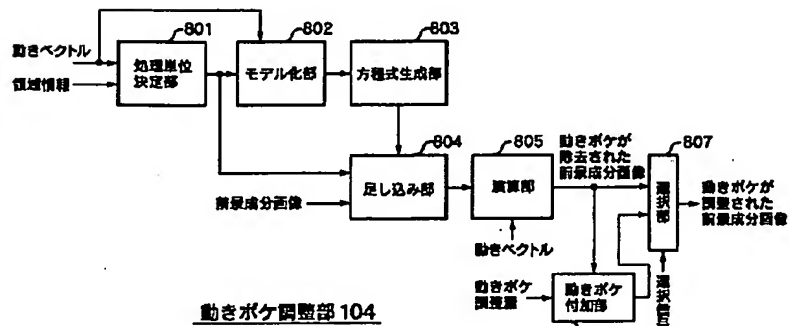 801
802
803
動きベクトル
領域情報
処理単位
決定部
モデル化部
方程式生成部
804
805
動きボケが
除去された
前景成分画像
807
足し込み部
演算部
選択部
動きボケが
調整された
前景成分画像
前景成分画像
動きベクトル
動きボケ
調整量
動きボケ
付加部
選択信号
動きボケ調整部104